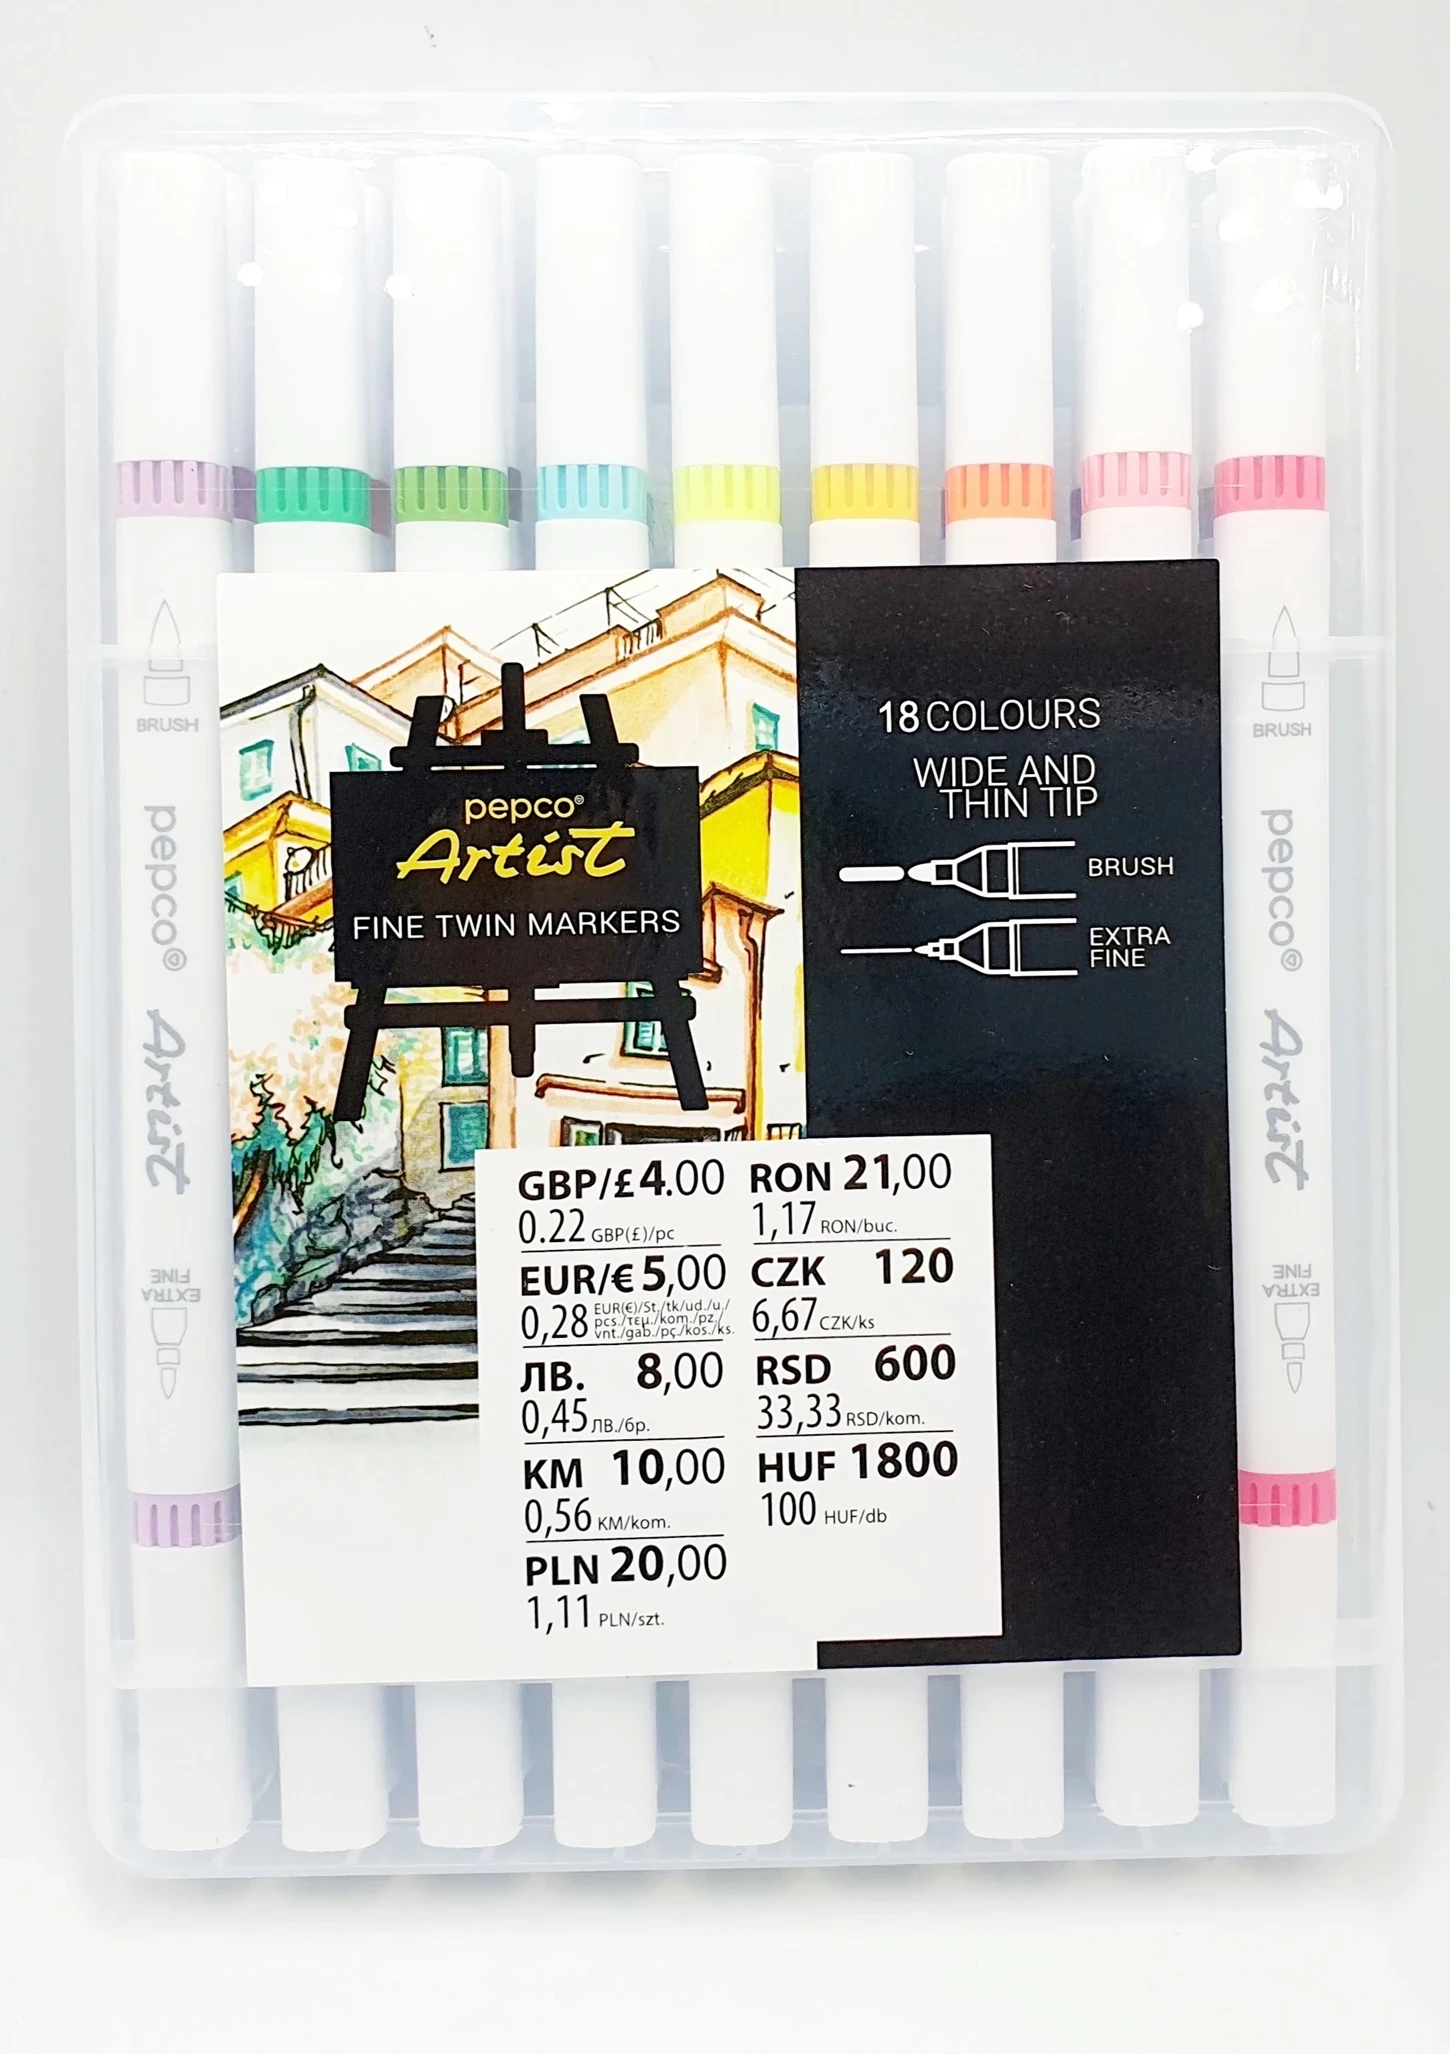 BRUSH
pepco
Artist
EXTRA
FINE
pepco
Artist
FINE TWIN MARKERS
18 COLOURS
WIDE AND
THIN TIP
BRUSH
EXTRA
FINE
GBP/£ 4.00
0.22 GBP(£)/pc
EUR/€ 5,00
0,28 EUR(€)/St./tk/ud./u./
pcs./τεμ./kom./pz./
vnt./gab./pç./kos./ks.
ЛВ. 8,00
0,45 ЛВ./бр.
KM 10,00
0,56 KM/kom.
PLN 20,00
1,11 PLN/szt.
RON 21,00
1,17 RON/buc.
CZK 120
6,67 CZK/ks
RSD 600
33,33 RSD/kom.
HUF 1800
100 HUF/db
BRUSH
pepco
Artist
EXTRA
FINE